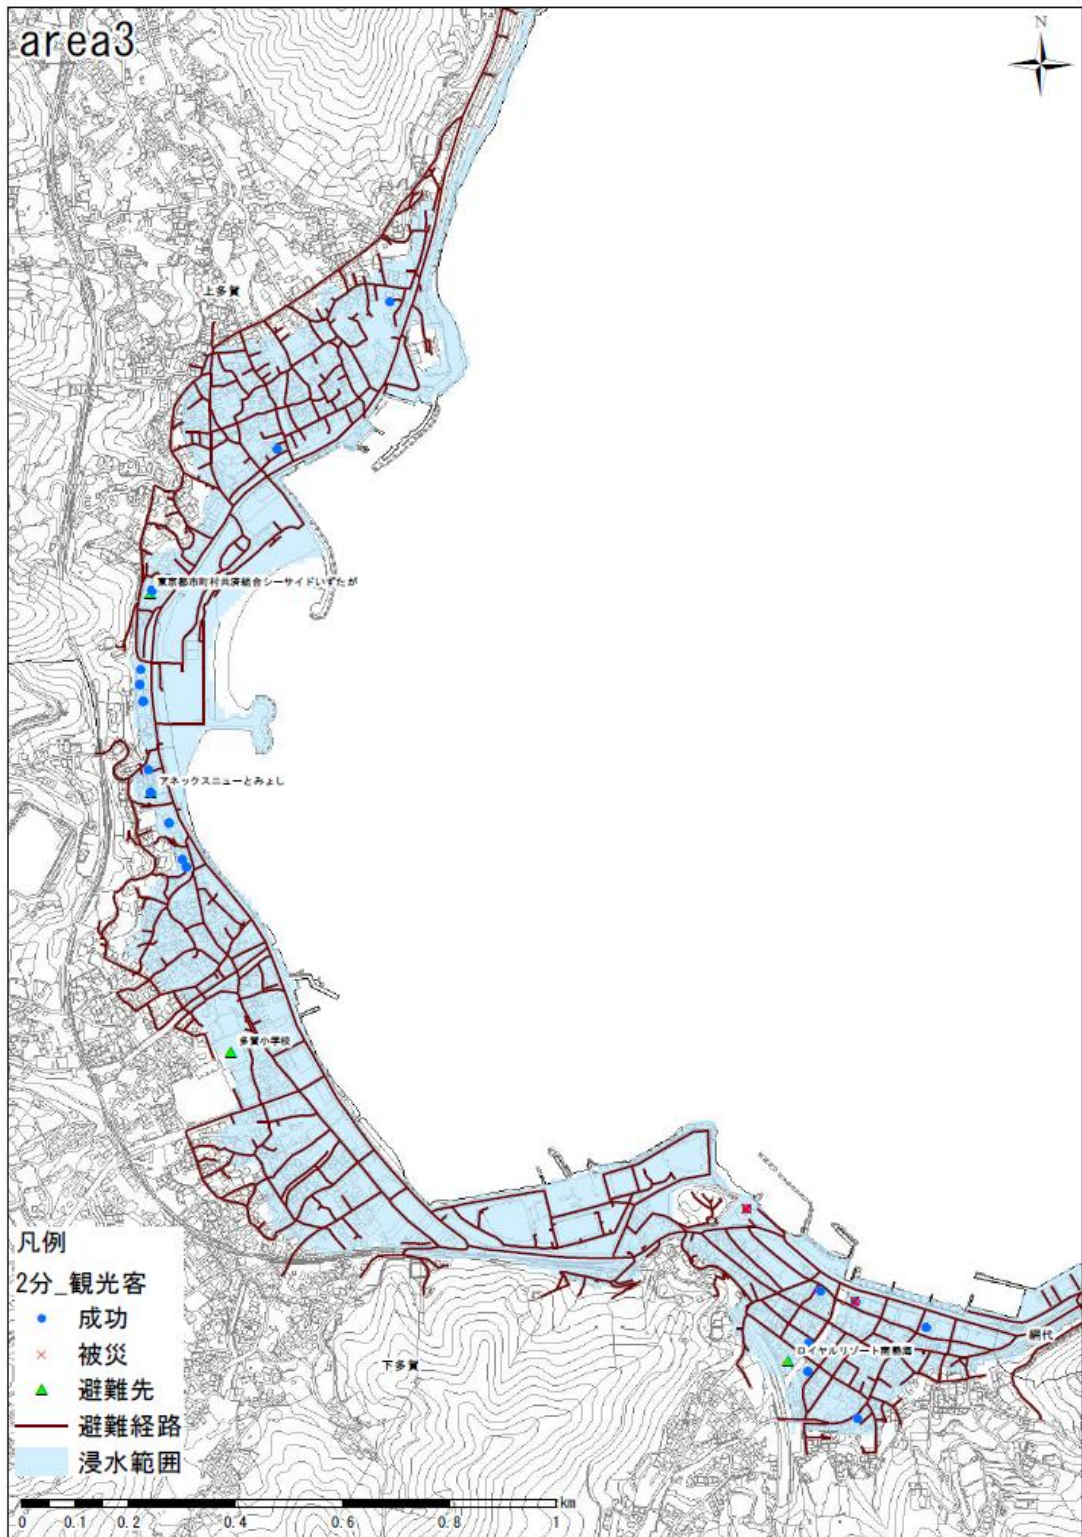 area3
N
上多賀
東京都市町村共済組合シーサイドいずたが
アネックスニューとみよし
多賀小学校
網代
ロイヤルリゾート南熱海
下多賀
凡例
2分_観光客
成功
被災
避難先
避難経路
浸水範囲
km
0 0.1 0.2 0.4 0.6 0.8 1